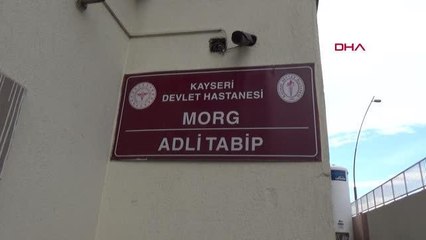 DHA
KAYSERİ
DEVLET HASTANESİ
MORG
ADLİ TABİP